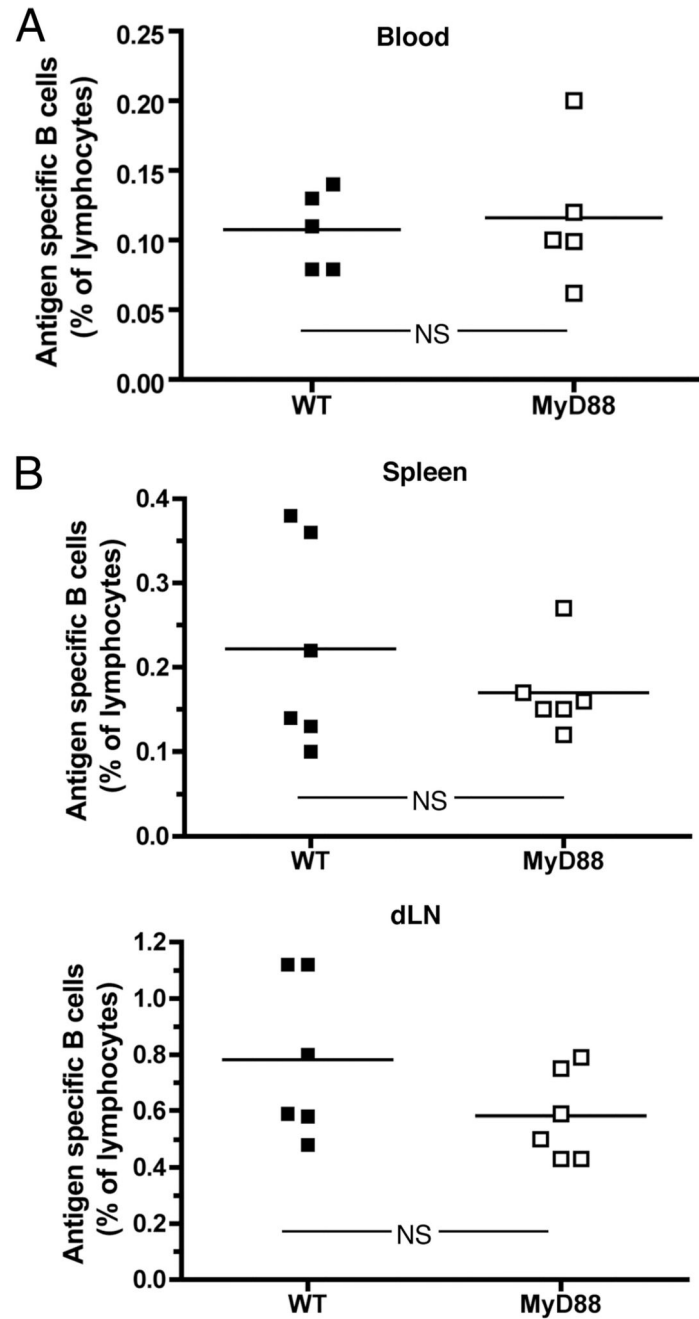 A
Blood
Antigen specific B cells
(% of lymphocytes)
0.25
0.20
0.15
0.10
0.05
0.00
NS
WT
MyD88
B
Spleen
Antigen specific B cells
(% of lymphocytes)
0.4
0.3
0.2
0.1
0.0
NS
WT
MyD88
dLN
Antigen specific B cells
(% of lymphocytes)
1.2
1.0
0.8
0.6
0.4
0.2
0.0
NS
WT
MyD88